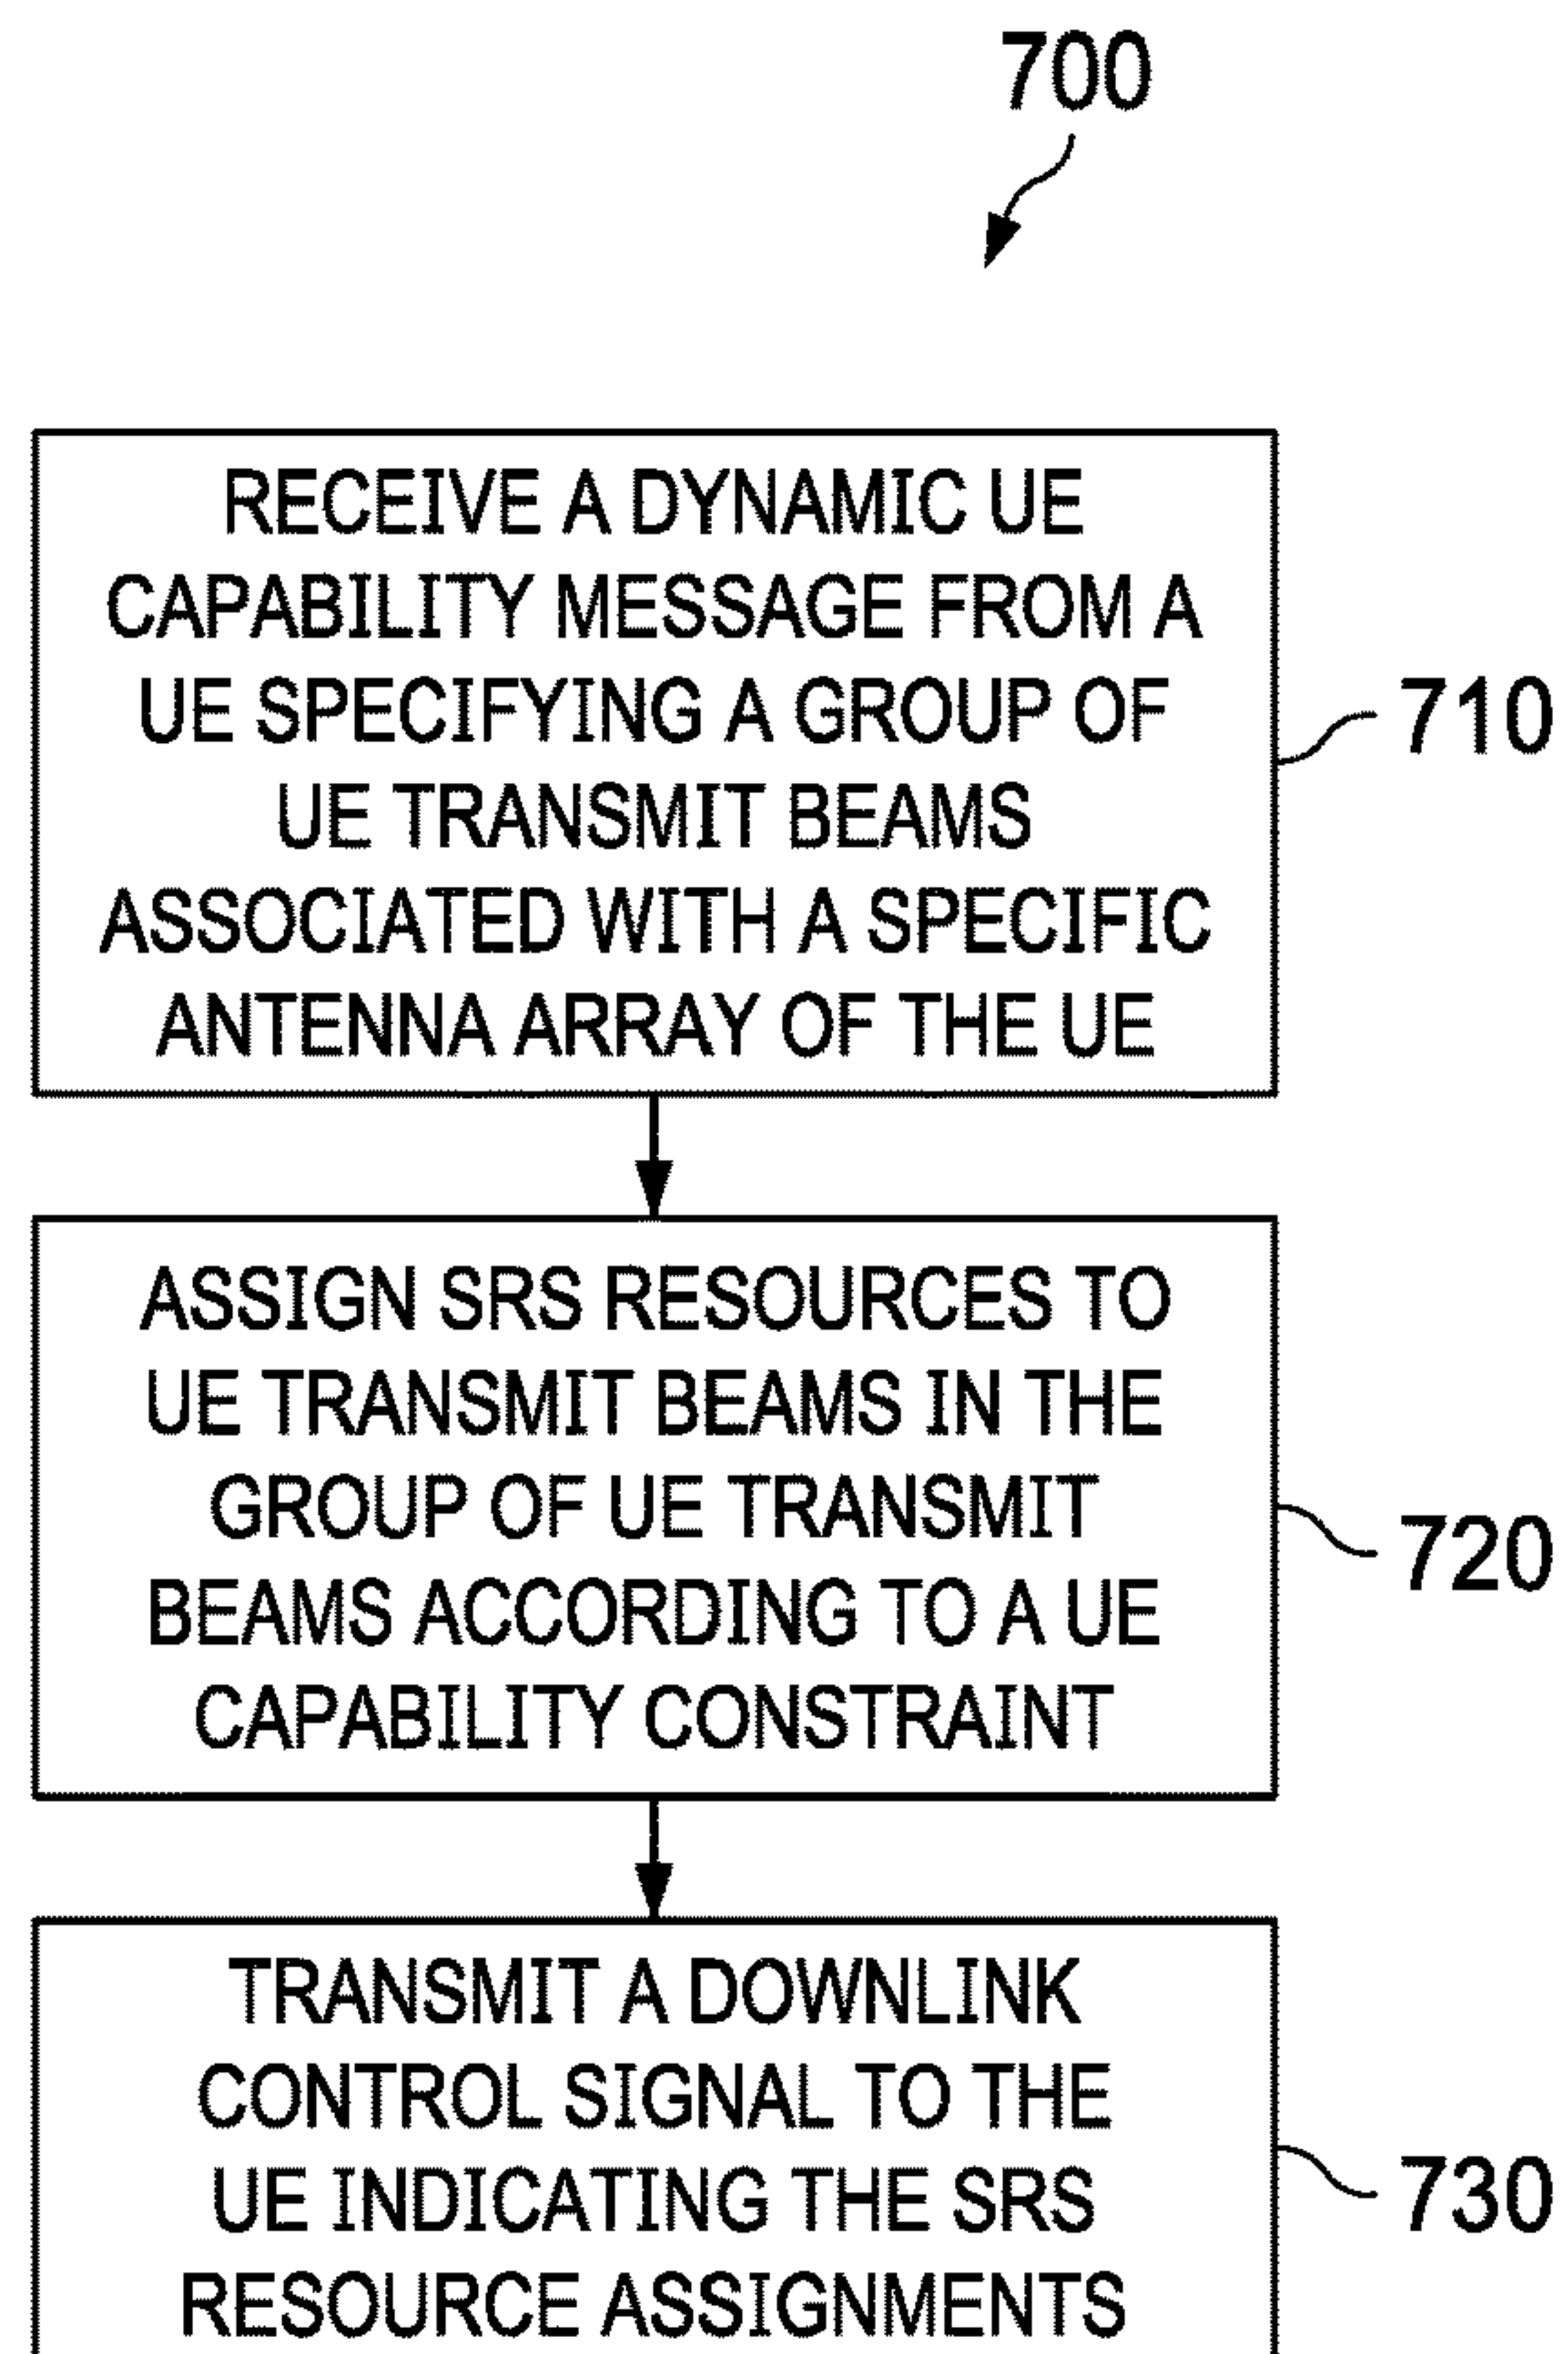 700
RECEIVE A DYNAMIC UE
CAPABILITY MESSAGE FROM A
UE SPECIFYING A GROUP OF
UE TRANSMIT BEAMS
ASSOCIATED WITH A SPECIFIC
ANTENNA ARRAY OF THE UE
710
ASSIGN SRS RESOURCES TO
UE TRANSMIT BEAMS IN THE
GROUP OF UE TRANSMIT
BEAMS ACCORDING TO A UE
CAPABILITY CONSTRAINT
720
TRANSMIT A DOWNLINK
CONTROL SIGNAL TO THE
UE INDICATING THE SRS
RESOURCE ASSIGNMENTS
730